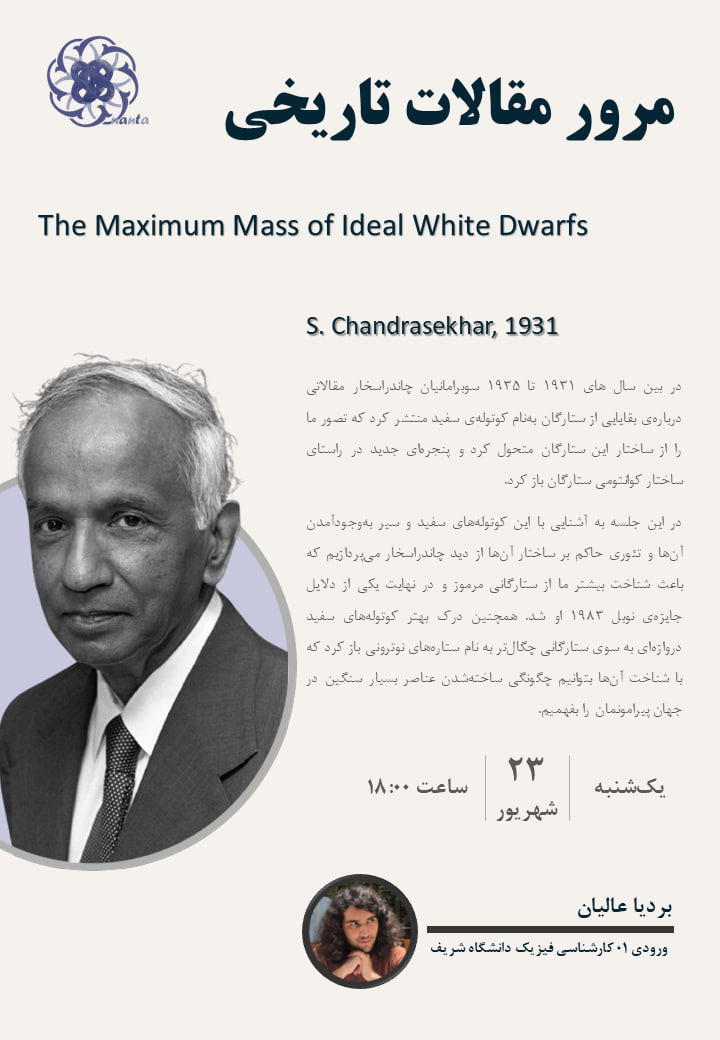 مرور مقالات تاریخی
nanta
The Maximum Mass of Ideal White Dwarfs
S. Chandrasekhar, 1931
در بین سال های ۱۹۳۱ تا ۱۹۳۵ سوبرامانیان چاندراسخار مقالاتی
درباره‌ی بقایایی از ستارگان به‌نام کوتوله‌ی سفید منتشر کرد که تصور ما
را از ساختار این ستارگان متحول کرد و پنجره‌ای جدید در راستای
ساختار کوانتومی ستارگان باز کرد.
در این جلسه به آشنایی با این کوتوله‌های سفید و سیر به‌وجودآمدن
آن‌ها و تئوری حاکم بر ساختار آن‌ها از دید چاندراسخار می‌پردازیم که
باعث شناخت بیشتر ما از ستارگانی مرموز و در نهایت یکی از دلایل
جایزه‌ی نوبل ۱۹۸۳ او شد. همچنین درک بهتر کوتوله‌های سفید
دروازه‌ای به سوی ستارگانی چگال‌تر به نام ستاره‌های نوترونی باز کرد که
با شناخت آن‌ها بتوانیم چگونگی ساخته‌شدن عناصر بسیار سنگین در
جهان پیرامونمان را بفهمیم.
یک‌شنبه
۲۳
شهریور
ساعت ۱۸:۰۰
بردیا عالیان
ورودی ۰۱ کارشناسی فیزیک دانشگاه شریف